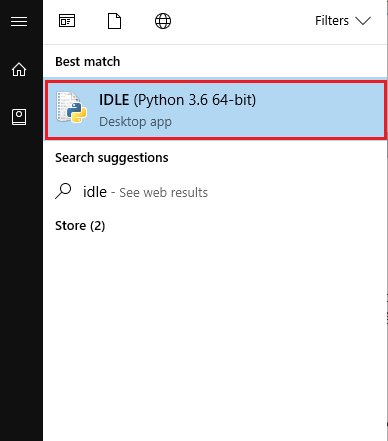 Filters
Best match
IDLE (Python 3.6 64-bit)
Desktop app
Search suggestions
idle - See web results
Store (2)